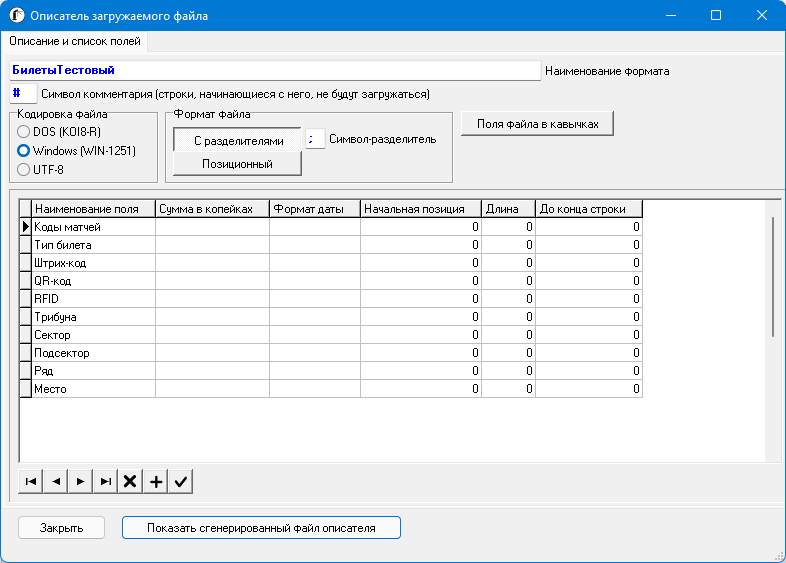 Описатель загружаемого файла
Описание и список полей
БилетыТестовый
Наименование формата
# Символ комментария (строки, начинающиеся с него, не будут загружаться)
Кодировка файла
DOS (KOI8-R)
Windows (WIN-1251)
UTF-8
Формат файла
С разделителями ; Символ-разделитель
Позиционный
Поля файла в кавычках
Наименование поля Сумма в копейках Формат даты Начальная позиция Длина До конца строки
Коды матчей 0 0 0
Тип билета 0 0 0
Штрих-код 0 0 0
QR-код 0 0 0
RFID 0 0 0
Трибуна 0 0 0
Сектор 0 0 0
Подсектор 0 0 0
Ряд 0 0 0
Место 0 0 0
Закрыть
Показать сгенерированный файл описателя